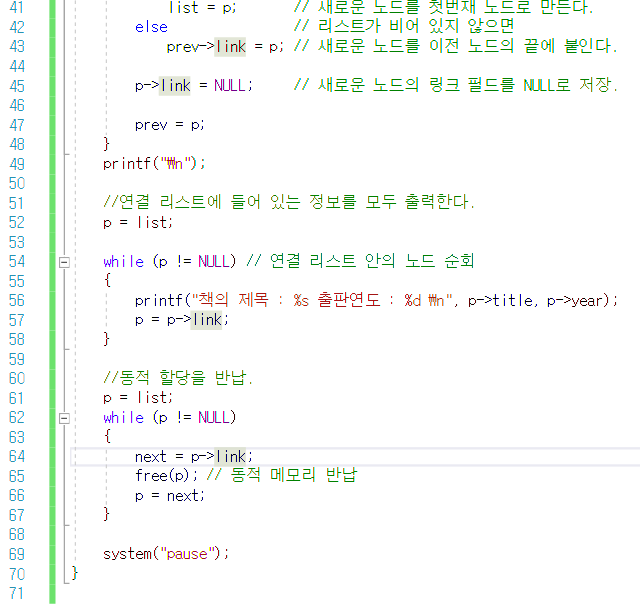 41 list = p; // 새로운 노드를 첫번재 노드로 만든다.
42 else // 리스트가 비어 있지 않으면
43 prev->link = p; // 새로운 노드를 이전 노드의 끝에 붙인다.
44
45 p->link = NULL; // 새로운 노드의 링크 필드를 NULL로 저장.
46
47 prev = p;
48 }
49 printf("₩n");
50
51 //연결 리스트에 들어 있는 정보를 모두 출력한다.
52 p = list;
53
54 while (p != NULL) // 연결 리스트 안의 노드 순회
55 {
56 printf("책의 제목 : %s 출판연도 : %d ₩n", p->title, p->year);
57 p = p->link;
58 }
59
60 //동적 할당을 반납.
61 p = list;
62 while (p != NULL)
63 {
64 next = p->link;
65 free(p); // 동적 메모리 반납
66 p = next;
67 }
68
69 system("pause");
70 }
71